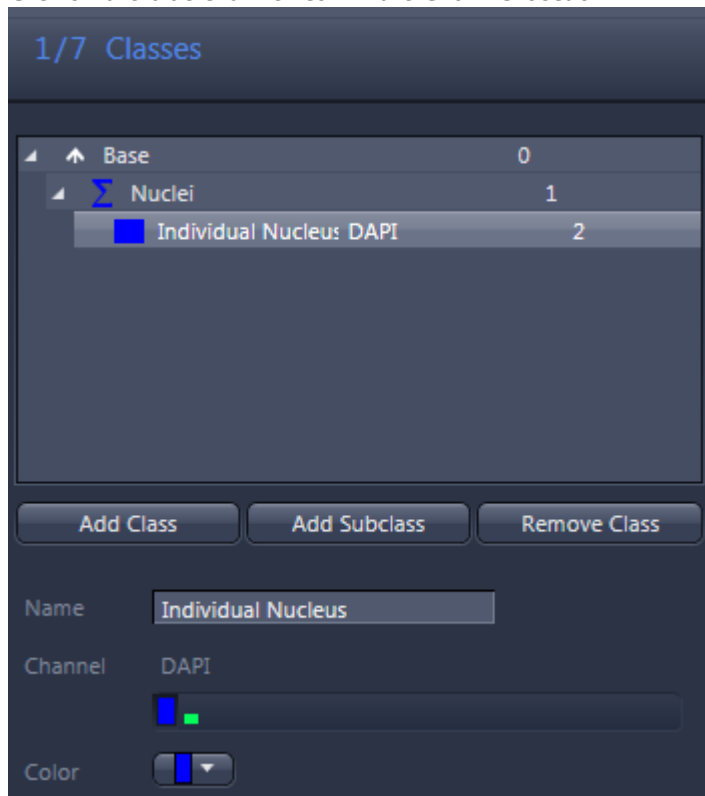 1/7 Classes
Base 0
Σ Nuclei 1
Individual Nucleus DAPI 2
Add Class Add Subclass Remove Class
Name Individual Nucleus
Channel DAPI
Color